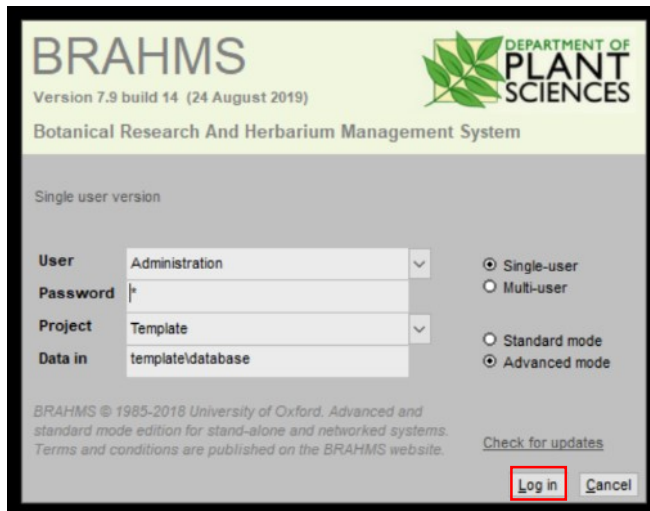 BRAHMS
DEPARTMENT OF
PLANT
SCIENCES
Version 7.9 build 14 (24 August 2019)
Botanical Research And Herbarium Management System
Single user version
User Administration
Single-user
Password *
Multi-user
Project Template
Standard mode
Data in template\database
Advanced mode
BRAHMS © 1985-2018 University of Oxford. Advanced and
standard mode edition for stand-alone and networked systems.
Terms and conditions are published on the BRAHMS website.
Check for updates
Log in Cancel